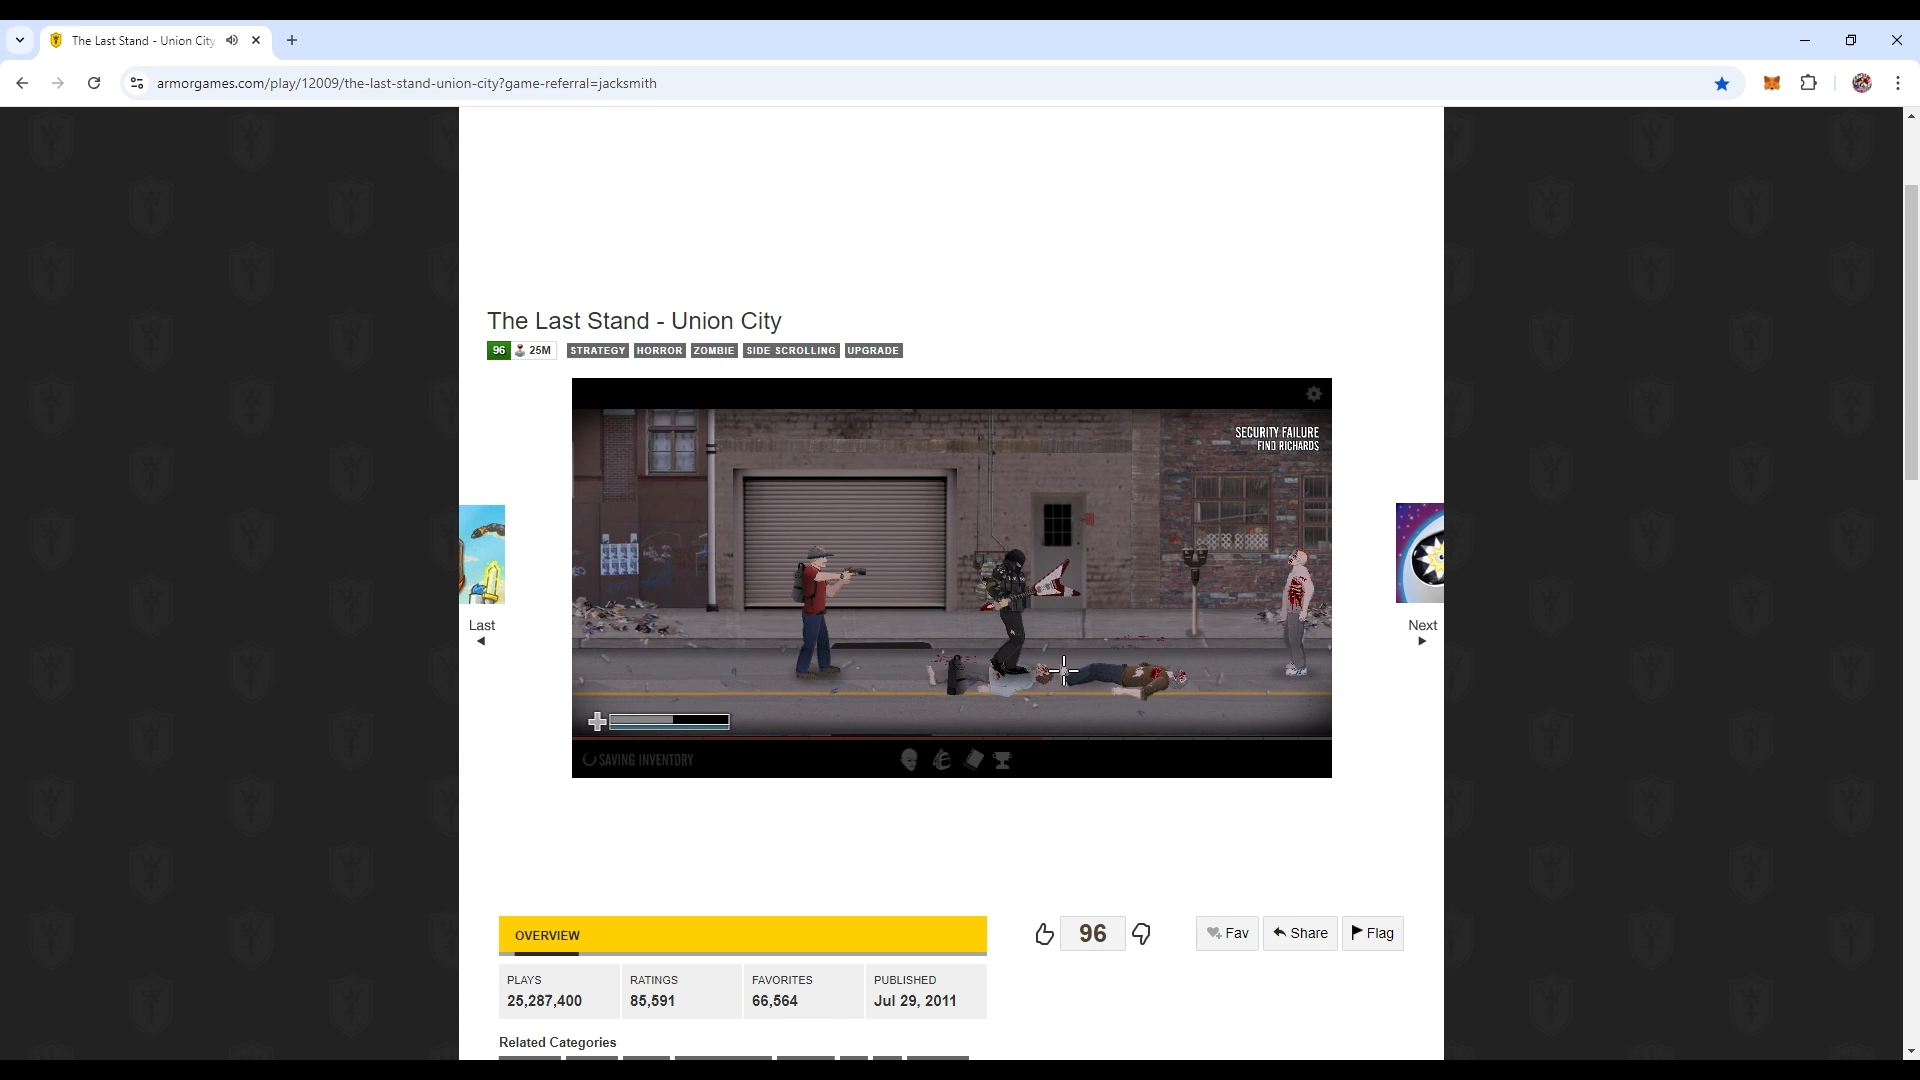 The Last Stand - Union City
armorgames.com/play/12009/the-last-stand-union-city?game-referral=jacksmith
The Last Stand - Union City
96 25M STRATEGY HORROR ZOMBIE SIDE SCROLLING UPGRADE
SECURITY FAILURE
FIND RICHARDS
Last
Next
SAVING INVENTORY
OVERVIEW
96
Fav
Share
Flag
PLAYS
25,287,400
RATINGS
85,591
FAVORITES
66,564
PUBLISHED
Jul 29, 2011
Related Categories